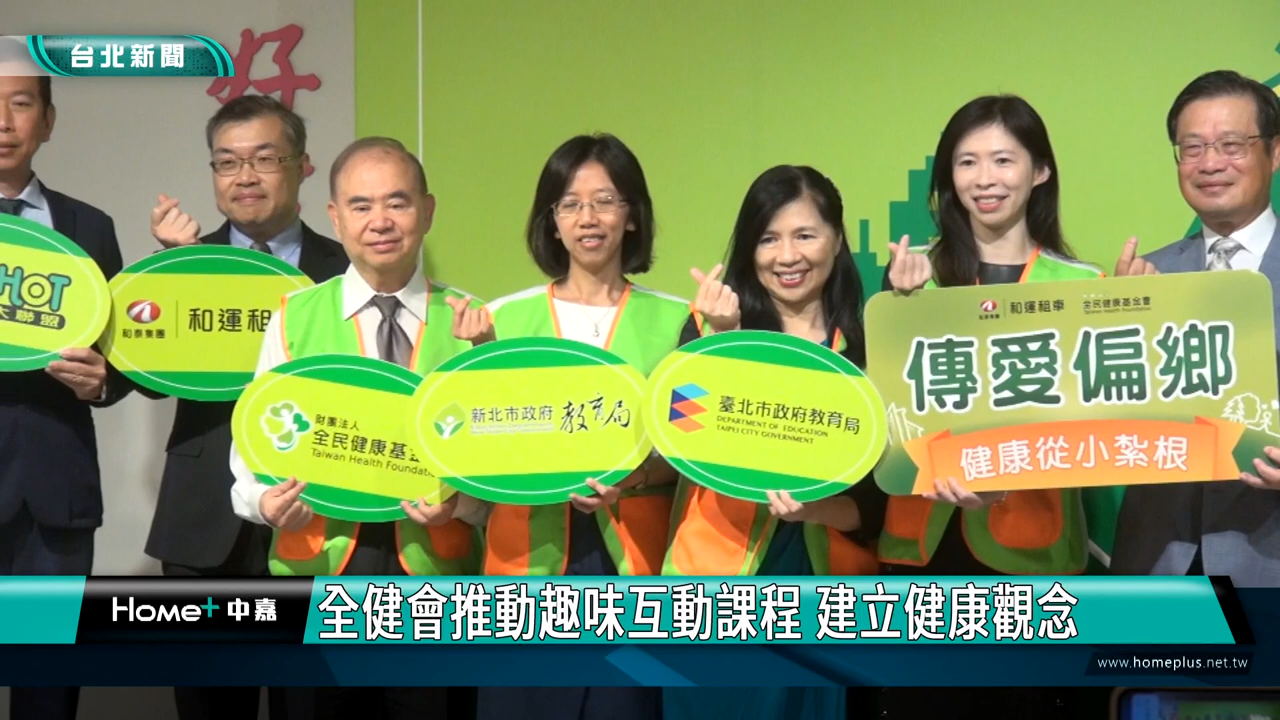 台北新聞
好
HOT
大聯盟
和泰集團
和運租
財團法人
全民健康基金
Taiwan Health Foundation
新北市政府
教育局
臺北市政府教育局
DEPARTMENT OF EDUCATION
TAIPEI CITY GOVERNMENT
和泰集團
和運租車
全民健康基金會
Taiwan Health Foundation
傳愛偏鄉
健康從小紮根
Home+中嘉
全健會推動趣味互動課程 建立健康觀念
www.homeplus.net.tw